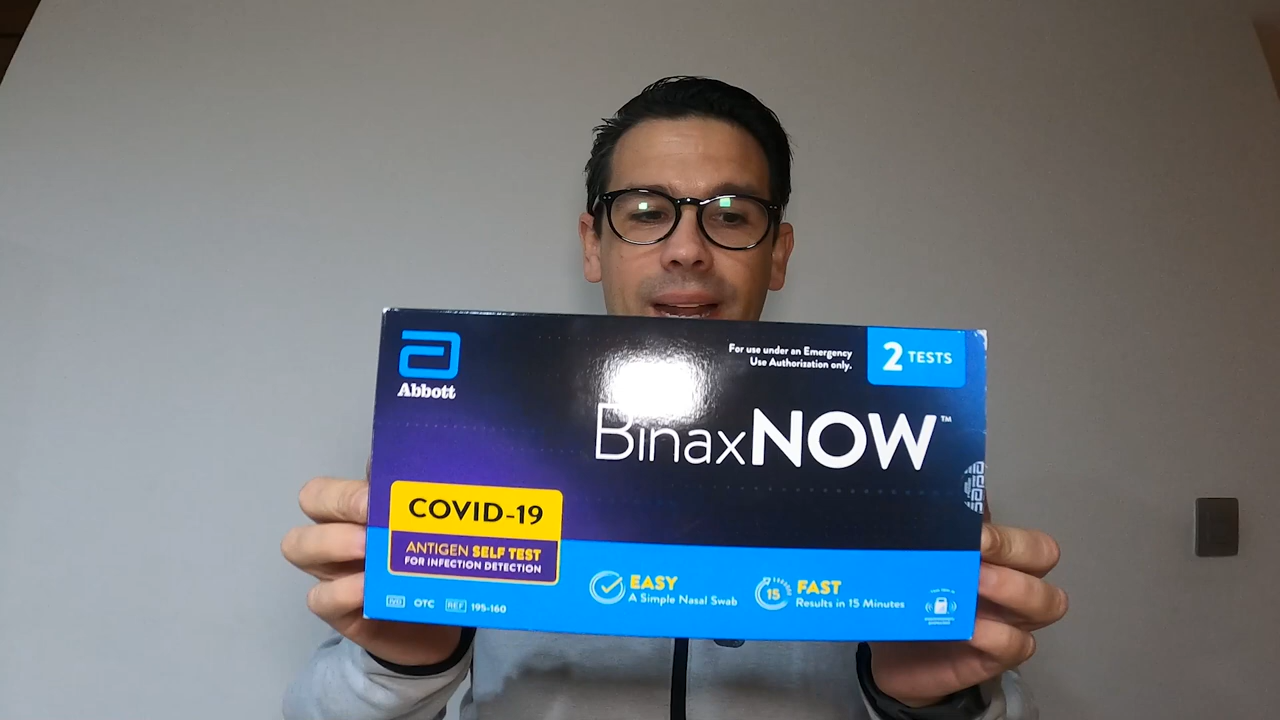 Abbott
For use under an Emergency
Use Authorization only.
2 TESTS
BinaxNOW™
COVID-19
ANTIGEN SELF TEST
FOR INFECTION DETECTION
EASY
A Simple Nasal Swab
15
FAST
Results in 15 Minutes
IVD OTC REF 195-160